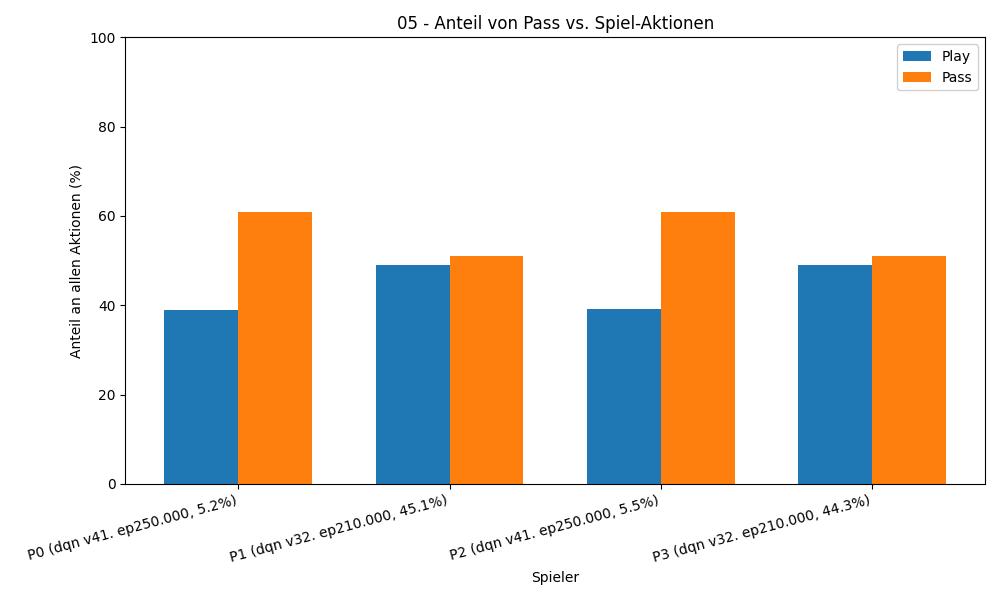 05 - Anteil von Pass vs. Spiel-Aktionen
Play
Pass
Anteil an allen Aktionen (%)
100
80
60
40
20
0
P0 (dqn v41. ep250.000, 5.2%)
P1 (dqn v32. ep210.000, 45.1%)
P2 (dqn v41. ep250.000, 5.5%)
P3 (dqn v32. ep210.000, 44.3%)
Spieler